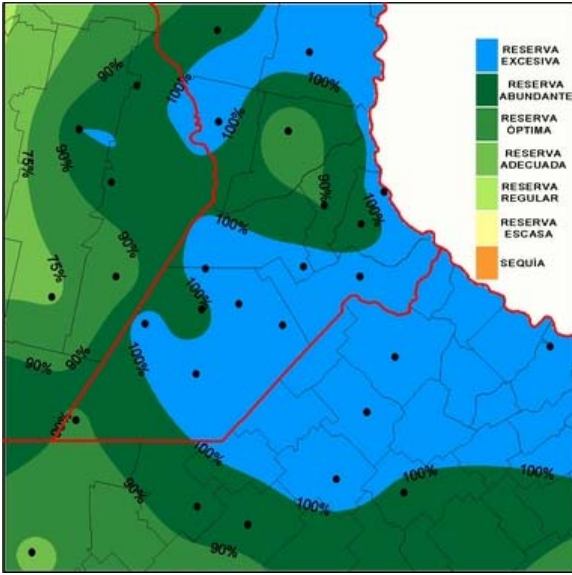 90%
100%
100%
100%
75%
90%
90%
100%
100%
90%
75%
100%
90%
90%
100%
90%
100%
90%
100%
100%
100%
90%
RESERVA
EXCESIVA
RESERVA
ABUNDANTE
RESERVA
ÓPTIMA
RESERVA
ADECUADA
RESERVA
REGULAR
RESERVA
ESCASA
SEQUÌA